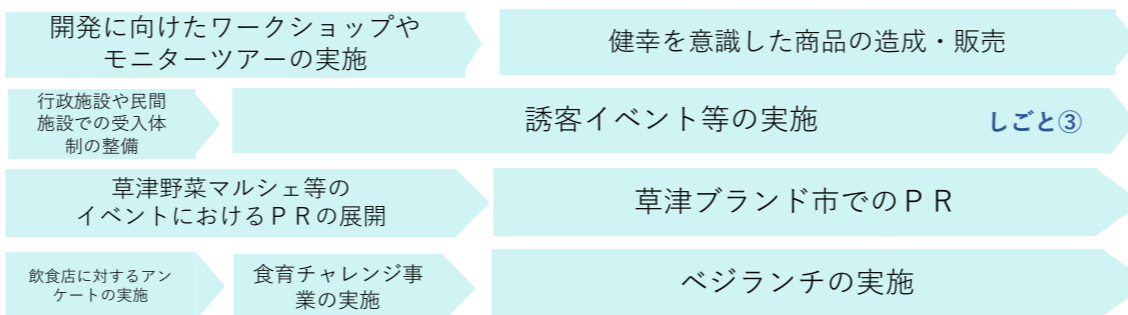 開発に向けたワークショップや
モニターツアーの実施
健幸を意識した商品の造成・販売
行政施設や民間
施設での受入体
制の整備
誘客イベント等の実施
しごと③
草津野菜マルシェ等の
イベントにおけるＰＲの展開
草津ブランド市でのＰＲ
飲食店に対するアン
ケートの実施
食育チャレンジ事
業の実施
ベジランチの実施